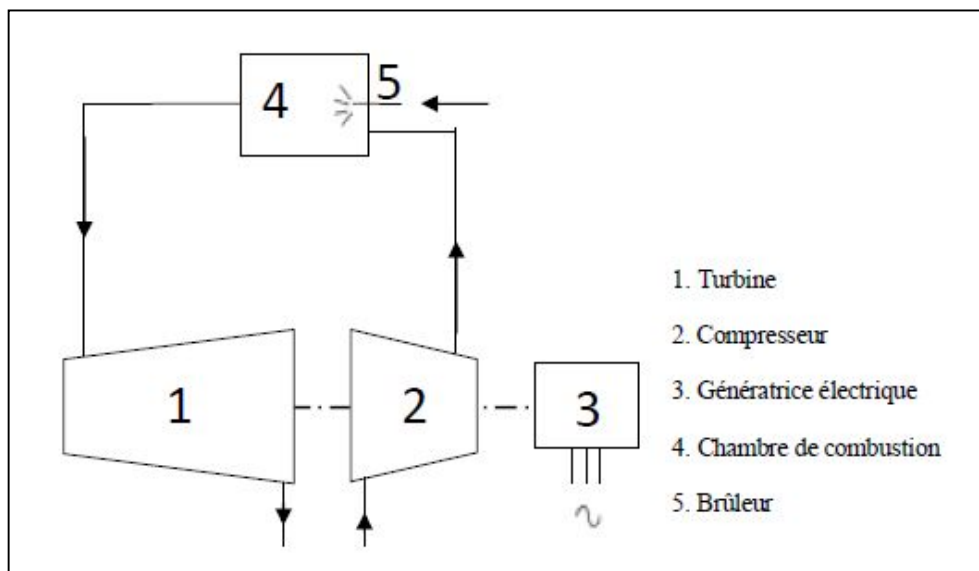 4
5
1
2
3
1. Turbine
2. Compresseur
3. Génératrice électrique
4. Chambre de combustion
5. Brûleur